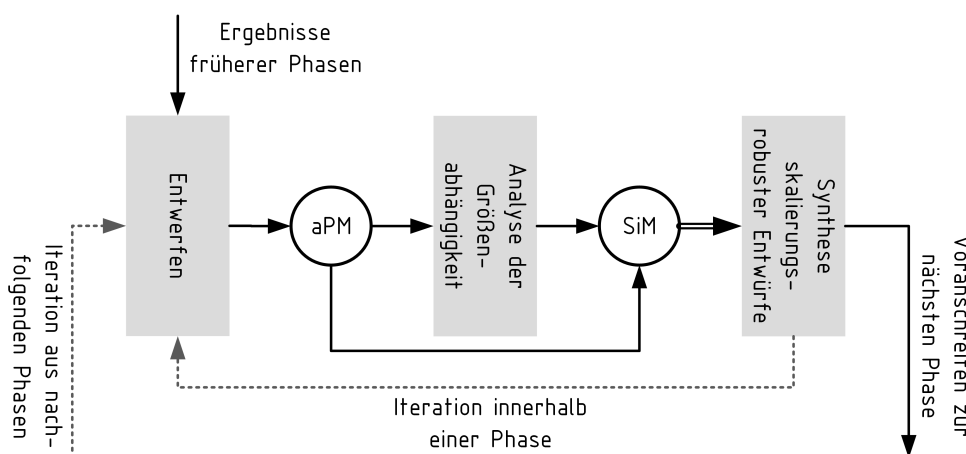 Ergebnisse
früherer Phasen
Entwerfen
aPM
Analyse der
Größen-
abhängigkeit
SiM
Synthese
skalierungs-
robuster Entwürfe
Iteration aus nach-
folgenden Phasen
Iteration innerhalb
einer Phase
Voranschreiten zur
nächsten Phase